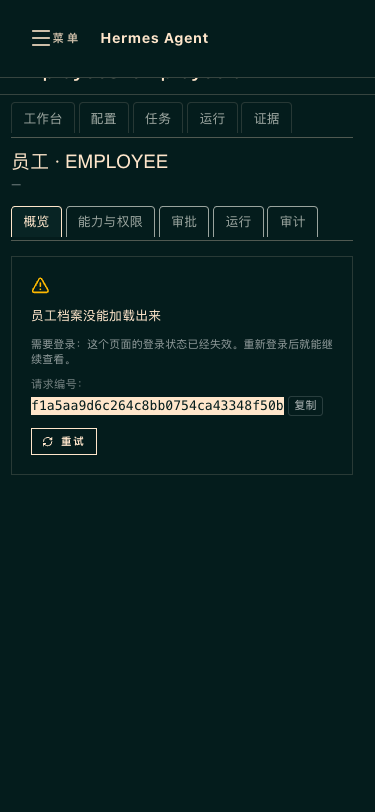 菜单
Hermes Agent
工作台
配置
任务
运行
证据
员工 · EMPLOYEE
—
概览
能力与权限
审批
运行
审计
员工档案没能加载出来
需要登录：这个页面的登录状态已经失效。重新登录后就能继
续查看。
请求编号：
f1a5aa9d6c264c8bb0754ca43348f50b
复制
重试